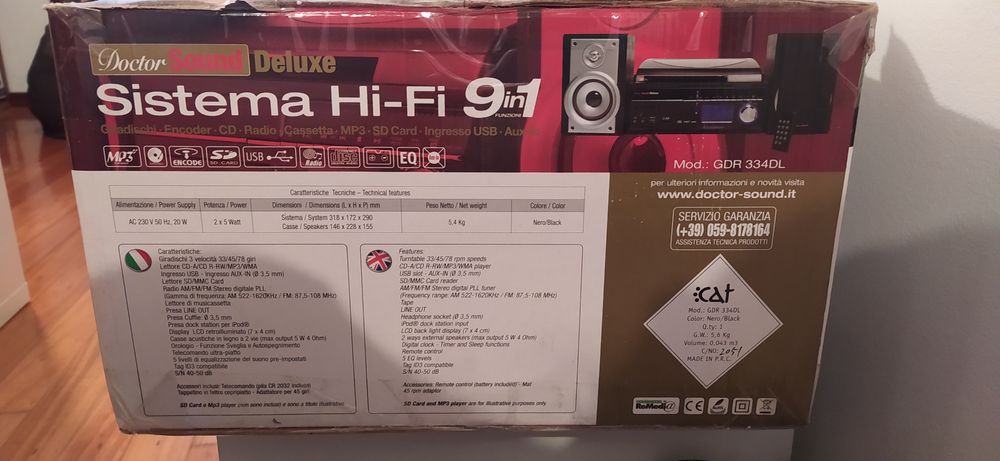 Doctor Sound Deluxe
Sistema Hi-Fi 9in1
FUNZIONI
Giradischi - Encoder - CD - Radio - Cassetta - MP3 - SD Card - Ingresso USB -
MP3 ENCODE SD SD-CARD USB Radio disc EQ
Mod.: GDR 334DL
per ulteriori informazioni e novità visita
www.doctor-sound.it
SERVIZIO GARANZIA
(+39) 059-8178164
ASSISTENZA TECNICA PRODOTTI
Caratteristiche Tecniche – Technical features
Alimentazione / Power Supply Potenza / Power Dimensioni / Dimensions (L x H x P) mm Peso Netto / Net weight Colore / Color
AC 230 V 50 Hz, 20 W 2 x 5 Watt Sistema / System 318 x 172 x 290 5,4 Kg Nero/Black
Casse / Speakers 146 x 228 x 155
Caratteristiche:
Giradischi 3 velocità 33/45/78 giri
Lettore CD-A/CD R-RW/MP3/WMA
Ingresso USB - Ingresso AUX-IN (Ø 3,5 mm)
Lettore SD/MMC Card
Radio AM/FM/FM Stereo digitale PLL
(Gamma di frequenza: AM 522-1620KHz / FM: 87,5-108 MHz)
Lettore di musicassetta
Presa LINE OUT
Presa Cuffie: Ø 3,5 mm
Presa dock station per iPod®
Display LCD retroilluminato (7 x 4 cm)
Casse acustiche in legno a 2 vie (max output 5 W 4 Ohm)
Orologio - Funzione Sveglia e Autospegnimento
Telecomando ultra-piatto
5 livelli di equalizzazione del suono pre-impostati
Tag ID3 compatibile
S/N 40-50 dB
Accessori inclusi: Telecomando (pila CR 2032 inclusa)
Tappetino in feltro copripiatto - Adattatore per 45 giri
SD Card e Mp3 player (non sono inclusi) e sono a titolo illustrativo
Features:
Turntable 33/45/78 rpm speeds
CD-A/CD R-RW/MP3/WMA player
USB slot - AUX-IN (Ø 3,5 mm)
SD/MMC Card reader
AM/FM/FM Stereo digital PLL tuner
(Frequency range: AM 522-1620KHz / FM: 87,5-108 MHz)
Tape
LINE OUT
Headphone socket (Ø 3,5 mm)
iPod® dock station input
LCD back light display (7 x 4 cm)
2 ways external speakers (max output 5 W 4 Ohm)
Digital clock - Timer and Sleep functions
Remote control
5 EQ levels
Tag ID3 compatible
S/N 40-50 dB
Accessories: Remote control (battery included) - Mat
45 rpm adaptor
SD Card and MP3 player are for illustrative purposes only
:cat
Mod.: GDR 334DL
Color: Nero/Black
Q.ty: 1
G.W.: 5,6 Kg
Volume: 0,043 m3
C/NO: 2051
MADE IN P.R.C.
ReMedi@
CE
RoHS